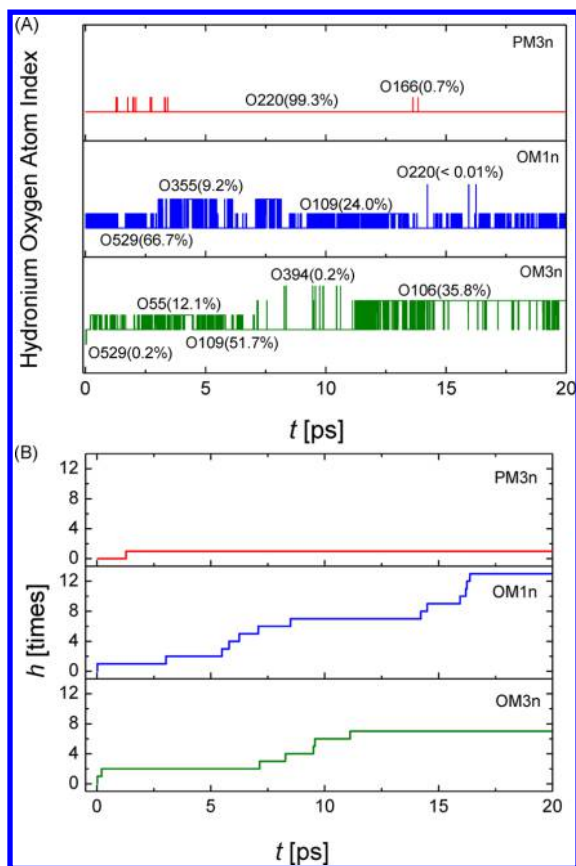 (A)
Hydronium Oxygen Atom Index
PM3n
O166(0.7%)
O220(99.3%)
OM1n
O220(< 0.01%)
O355(9.2%)
O109(24.0%)
O529(66.7%)
OM3n
O394(0.2%)
O106(35.8%)
O55(12.1%)
O109(51.7%)
O529(0.2%)
0 5 10 15 20
t [ps]
(B)
h [times]
12
8
4
0
PM3n
12
8
4
0
OM1n
12
8
4
0
OM3n
0 5 10 15 20
t [ps]